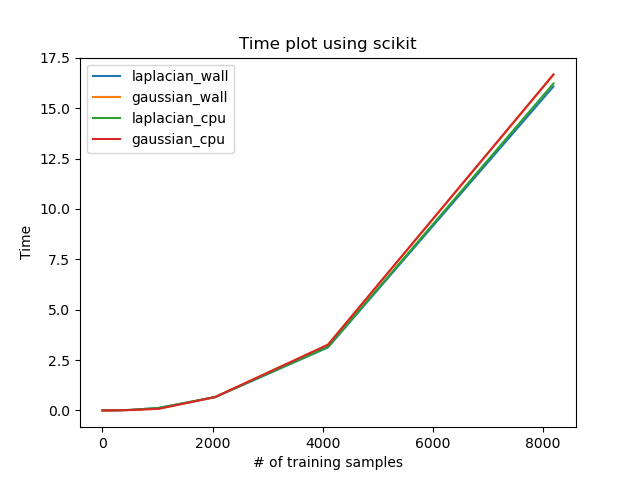 Time plot using scikit
laplacian_wall
gaussian_wall
laplacian_cpu
gaussian_cpu
17.5
15.0
12.5
10.0
7.5
5.0
2.5
0.0
Time
0 2000 4000 6000 8000
# of training samples